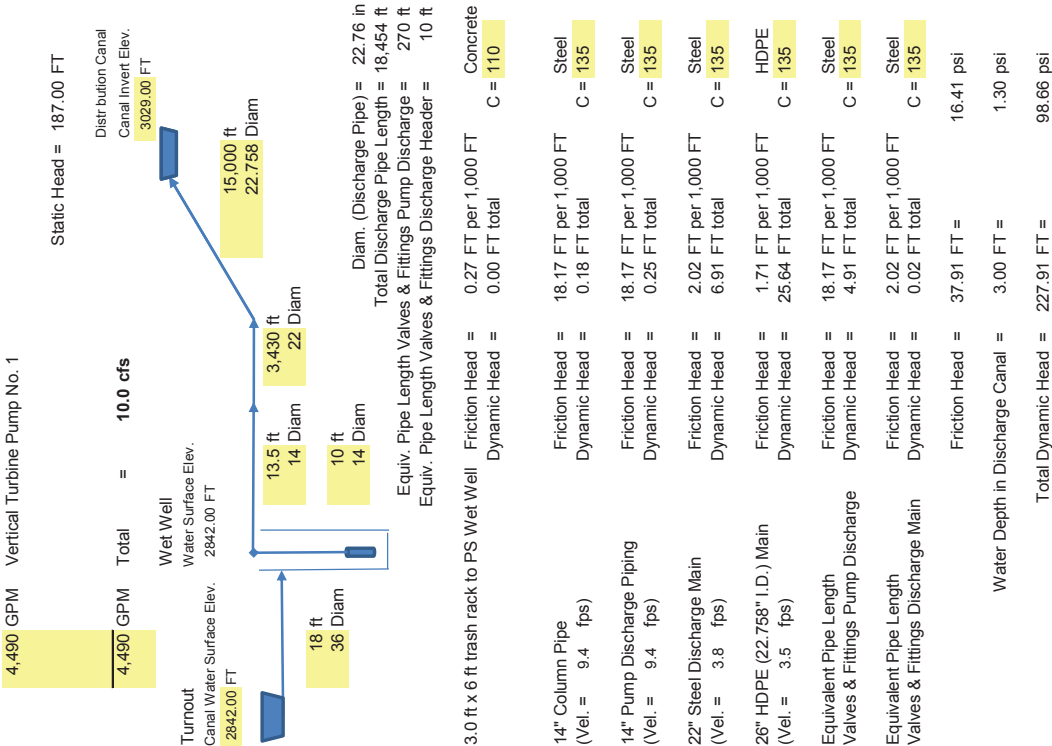 4,490 GPM Vertical Turbine Pump No. 1
4,490 GPM Total = 10.0 cfs
Static Head = 187.00 FT
Turnout
Canal Water Surface Elev.
2842.00 FT
Wet Well
Water Surface Elev.
2842.00 FT
Distr bution Canal
Canal Invert Elev.
3029.00 FT
18 ft
36 Diam
13.5 ft
14 Diam
10 ft
14 Diam
3,430 ft
22 Diam
15,000 ft
22.758 Diam
Diam. (Discharge Pipe) = 22.76 in
Total Discharge Pipe Length = 18,454 ft
Equiv. Pipe Length Valves & Fittings Pump Discharge = 270 ft
Equiv. Pipe Length Valves & Fittings Discharge Header = 10 ft
3.0 ft x 6 ft trash rack to PS Wet Well Friction Head = 0.27 FT per 1,000 FT Concrete
Dynamic Head = 0.00 FT total C = 110
14" Column Pipe Friction Head = 18.17 FT per 1,000 FT Steel
(Vel. = 9.4 fps) Dynamic Head = 0.18 FT total C = 135
14" Pump Discharge Piping Friction Head = 18.17 FT per 1,000 FT Steel
(Vel. = 9.4 fps) Dynamic Head = 0.25 FT total C = 135
22" Steel Discharge Main Friction Head = 2.02 FT per 1,000 FT Steel
(Vel. = 3.8 fps) Dynamic Head = 6.91 FT total C = 135
26" HDPE (22.758" I.D.) Main Friction Head = 1.71 FT per 1,000 FT HDPE
(Vel. = 3.5 fps) Dynamic Head = 25.64 FT total C = 135
Equivalent Pipe Length Friction Head = 18.17 FT per 1,000 FT Steel
Valves & Fittings Pump Discharge Dynamic Head = 4.91 FT total C = 135
Equivalent Pipe Length Friction Head = 2.02 FT per 1,000 FT Steel
Valves & Fittings Discharge Main Dynamic Head = 0.02 FT total C = 135
Friction Head = 37.91 FT = 16.41 psi
Water Depth in Discharge Canal = 3.00 FT = 1.30 psi
Total Dynamic Head = 227.91 FT = 98.66 psi